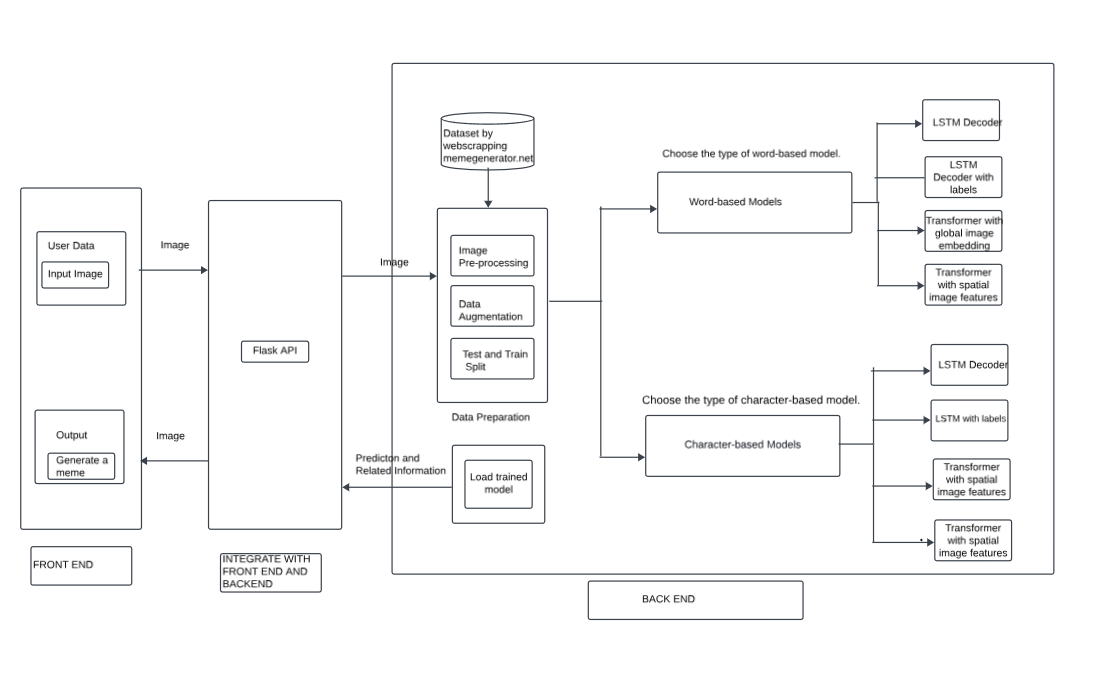 User Data
Input Image
Output
Generate a
meme
FRONT END
Image
Image
Flask API
INTEGRATE WITH
FRONT END AND
BACKEND
Image
Predicton and
Related Information
Dataset by
webscrapping
memegenerator.net
Image
Pre-processing
Data
Augmentation
Test and Train
Split
Data Preparation
Load trained
model
Choose the type of word-based model.
Word-based Models
LSTM Decoder
LSTM
Decoder with
labels
Transformer with
global image
embedding
Transformer
with spatial
image features
Choose the type of character-based model.
Character-based Models
LSTM Decoder
LSTM with labels
Transformer
with spatial
image features
Transformer
with spatial
image features
BACK END